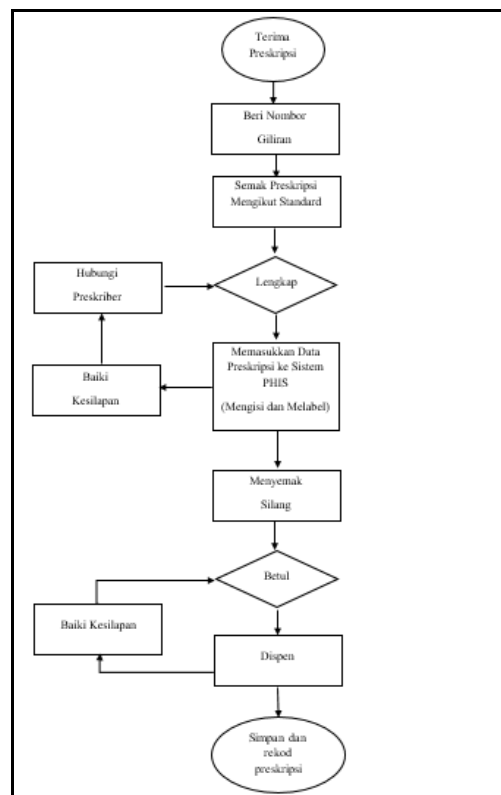 Terima
Preskripsi
Beri Nombor
Giliran
Semak Preskripsi
Mengikut Standard
Hubungi
Preskriber
Lengkap
Memasukkan Data
Preskripsi ke Sistem
PHIS
(Mengisi dan Melabel)
Baiki
Kesilapan
Menyemak
Silang
Betul
Baiki Kesilapan
Dispen
Simpan dan
rekod
preskripsi